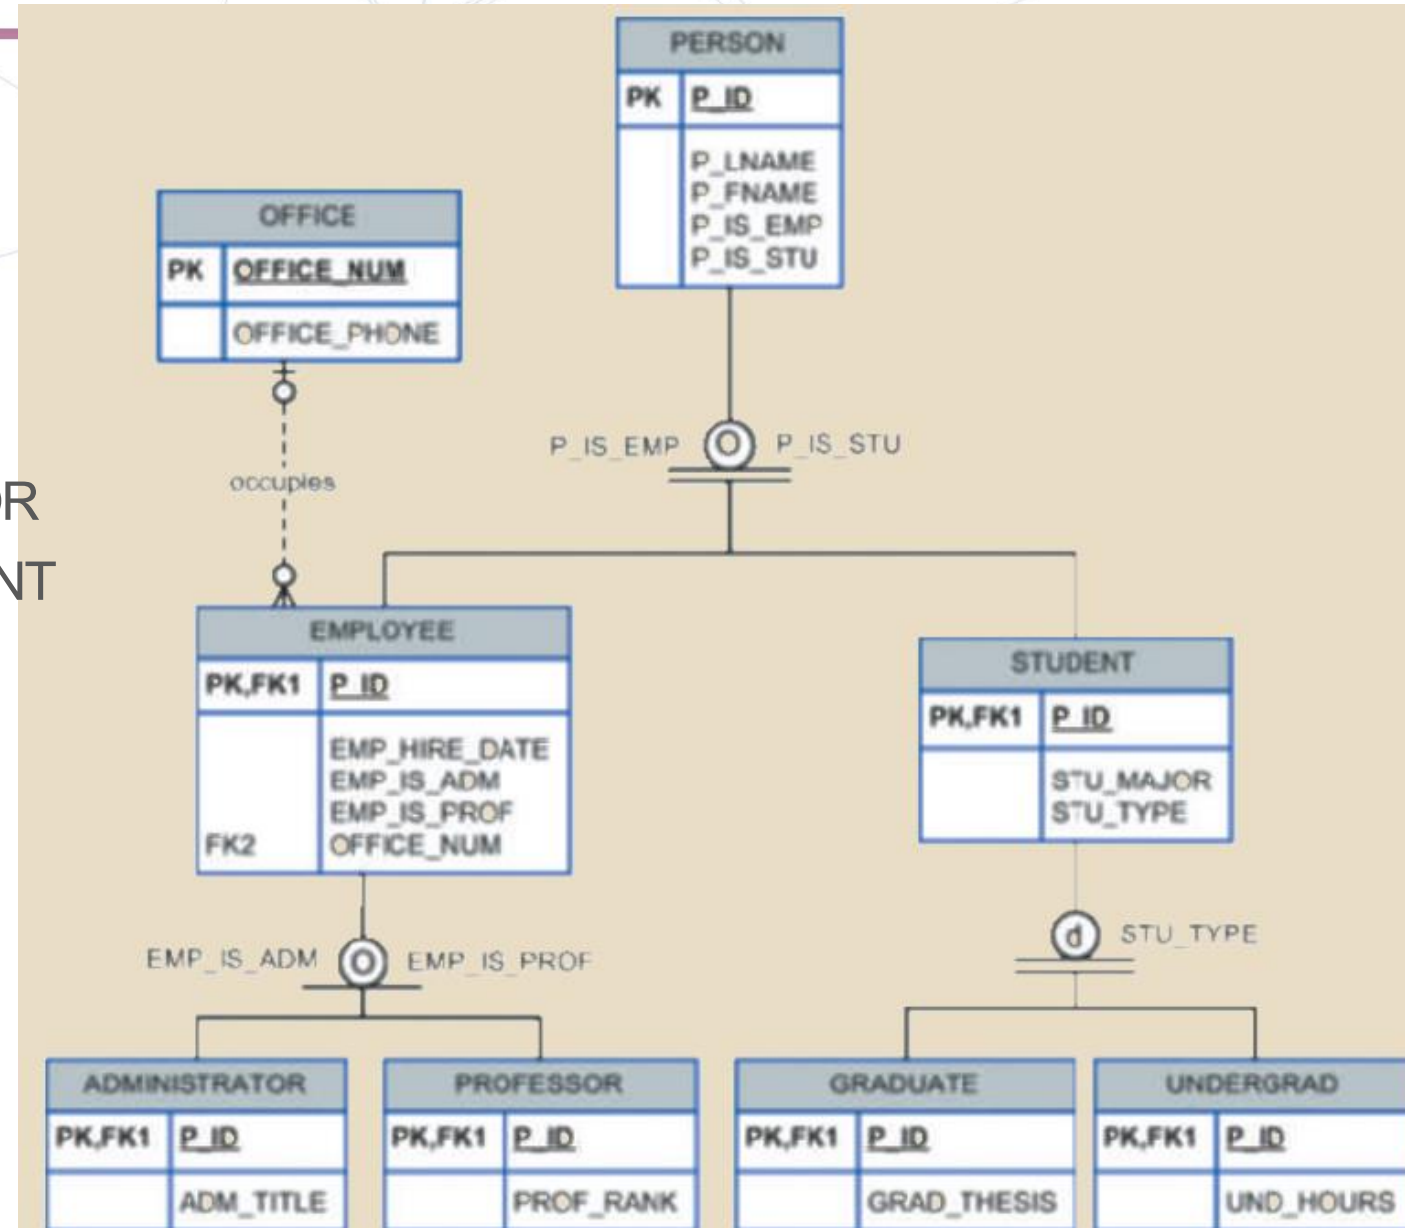 PERSON
PK P_ID
P_LNAME
P_FNAME
P_IS_EMP
P_IS_STU
OFFICE
PK OFFICE_NUM
OFFICE_PHONE
P_IS_EMP O P_IS_STU
occupies
OR
NT
EMPLOYEE
PK,FK1 P_ID
EMP_HIRE_DATE
EMP_IS_ADM
EMP_IS_PROF
FK2 OFFICE_NUM
STUDENT
PK,FK1 P_ID
STU_MAJOR
STU_TYPE
EMP_IS_ADM O EMP_IS_PROF
d STU_TYPE
ADMINISTRATOR
PK,FK1 P_ID
ADM_TITLE
PROFESSOR
PK,FK1 P_ID
PROF_RANK
GRADUATE
PK,FK1 P_ID
GRAD_THESIS
UNDERGRAD
PK,FK1 P_ID
UND_HOURS